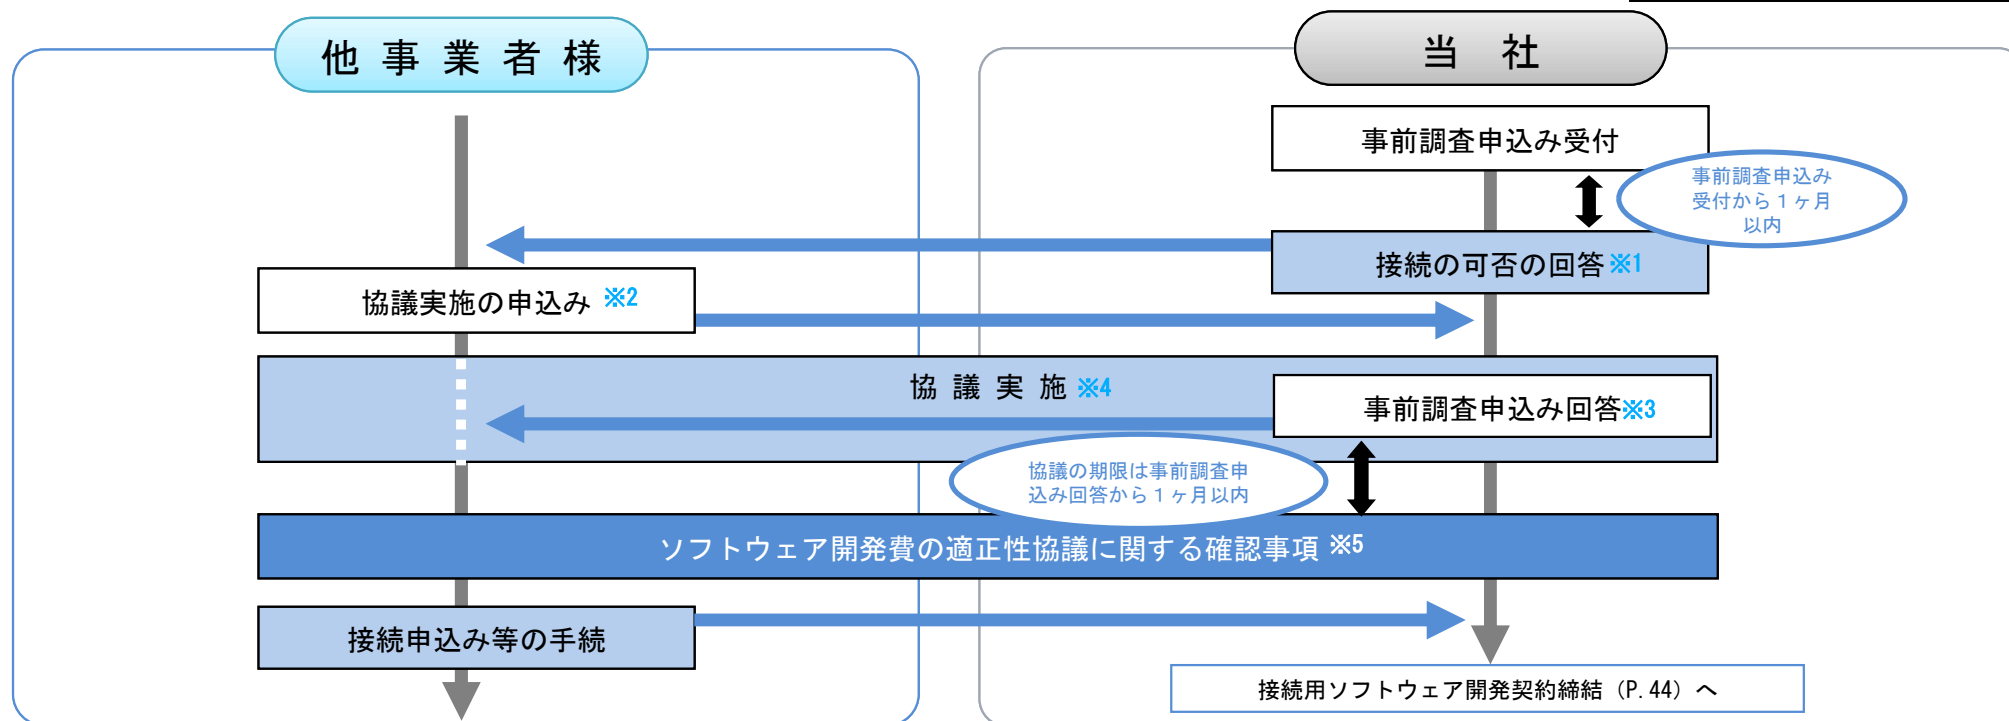 他事業者様
当社
事前調査申込み受付
事前調査申込み
受付から１ヶ月
以内
接続の可否の回答※1
協議実施の申込み ※2
協議実施※4
事前調査申込み回答※3
協議の期限は事前調査申
込み回答から１ヶ月以内
ソフトウェア開発費の適正性協議に関する確認事項 ※5
接続申込み等の手続
接続用ソフトウェア開発契約締結（P.44）へ